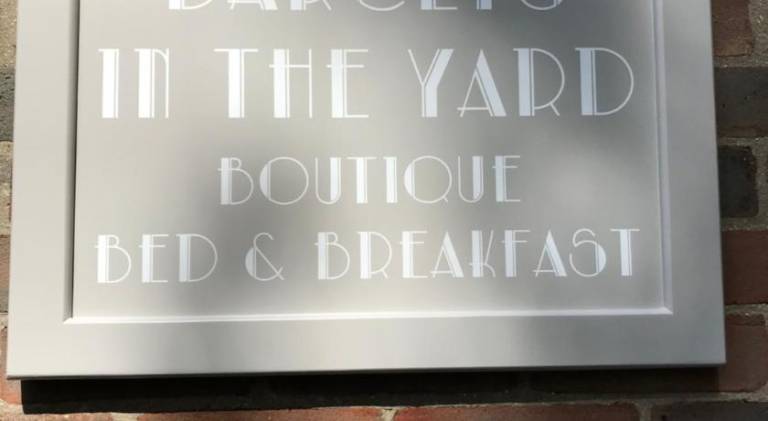 IN THE YARD
BOUTIQUE
BED & BREAKFAST